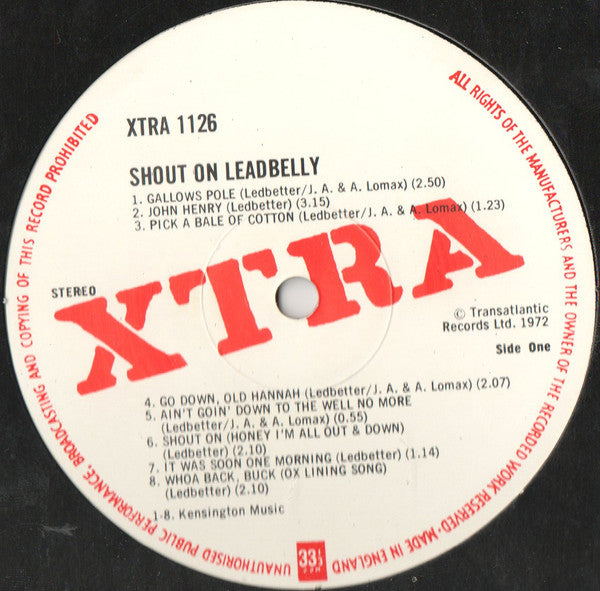 XTRA 1126
SHOUT ON LEADBELLY
1. GALLOWS POLE (Ledbetter/J. A. & A. Lomax) (2.50)
2. JOHN HENRY (Ledbetter) (3.15)
3. PICK A BALE OF COTTON (Ledbetter/J. A. & A. Lomax) (1.23)
STEREO
XTRA
© Transatlantic
Records Ltd. 1972
Side One
4. GO DOWN, OLD HANNAH (Ledbetter/J. A. & A. Lomax) (2.07)
5. AIN'T GOIN' DOWN TO THE WELL NO MORE
(Ledbetter/J. A. & A. Lomax) (0.55)
6. SHOUT ON (HONEY I'M ALL OUT & DOWN)
(Ledbetter) (2.10)
7. IT WAS SOON ONE MORNING (Ledbetter) (1.14)
8. WHOA BACK, BUCK (OX LINING SONG)
(Ledbetter) (2.10)
1-8. Kensington Music
ALL RIGHTS OF THE MANUFACTURERS AND THE OWNER OF THE RECORDED WORK RESERVED · MADE IN ENGLAND
33⅓
RPM
UNAUTHORISED PUBLIC PERFORMANCE, BROADCASTING AND COPYING OF THIS RECORD PROHIBITED